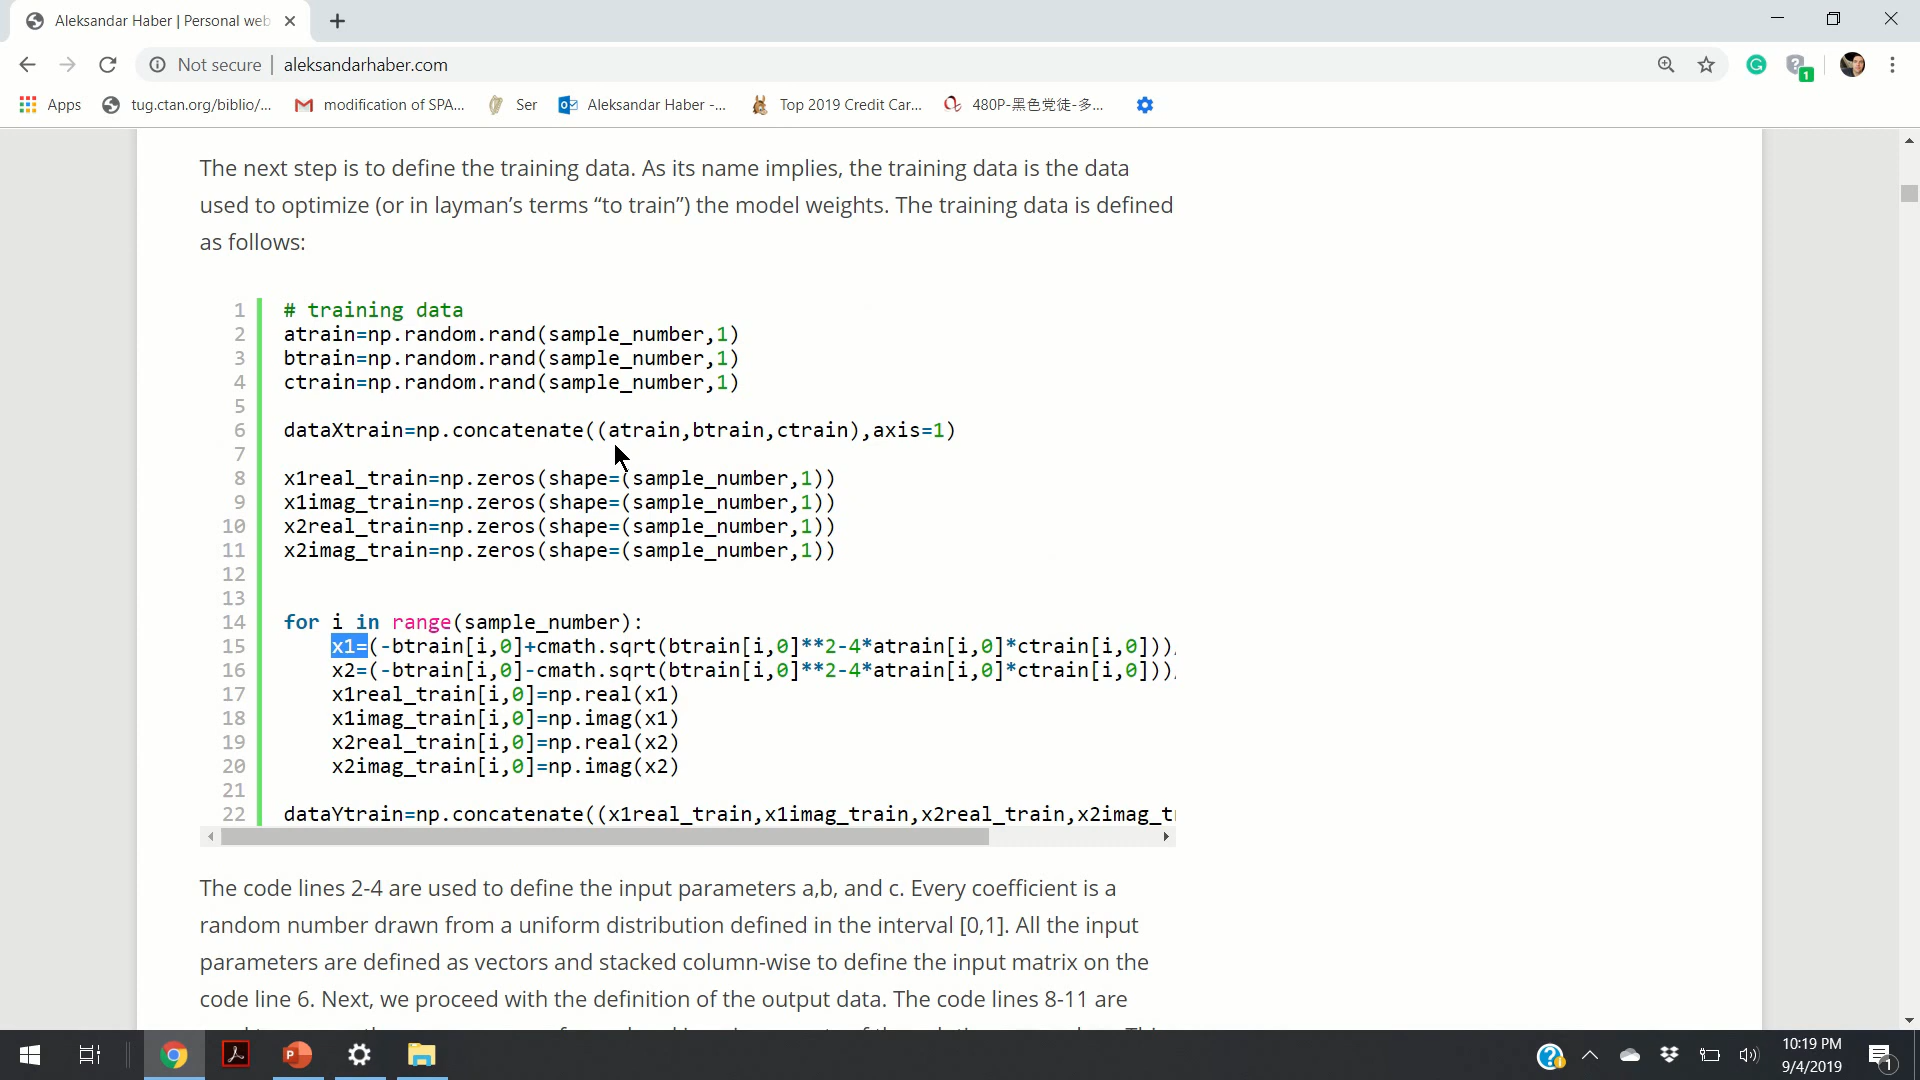 Aleksandar Haber | Personal web
Not secure | aleksandarhaber.com
1
Apps tug.ctan.org/biblio/... modification of SPA... Ser Aleksandar Haber -... Top 2019 Credit Car... 480P-黑色党徒-多...
The next step is to define the training data. As its name implies, the training data is the data
used to optimize (or in layman’s terms “to train”) the model weights. The training data is defined
as follows:
1 # training data
2 atrain=np.random.rand(sample_number,1)
3 btrain=np.random.rand(sample_number,1)
4 ctrain=np.random.rand(sample_number,1)
5
6 dataXtrain=np.concatenate((atrain,btrain,ctrain),axis=1)
7
8 x1real_train=np.zeros(shape=(sample_number,1))
9 x1imag_train=np.zeros(shape=(sample_number,1))
10 x2real_train=np.zeros(shape=(sample_number,1))
11 x2imag_train=np.zeros(shape=(sample_number,1))
12
13
14 for i in range(sample_number):
15 x1=(-btrain[i,0]+cmath.sqrt(btrain[i,0]**2-4*atrain[i,0]*ctrain[i,0]))
16 x2=(-btrain[i,0]-cmath.sqrt(btrain[i,0]**2-4*atrain[i,0]*ctrain[i,0]))
17 x1real_train[i,0]=np.real(x1)
18 x1imag_train[i,0]=np.imag(x1)
19 x2real_train[i,0]=np.real(x2)
20 x2imag_train[i,0]=np.imag(x2)
21
22 dataYtrain=np.concatenate((x1real_train,x1imag_train,x2real_train,x2imag_t
The code lines 2-4 are used to define the input parameters a,b, and c. Every coefficient is a
random number drawn from a uniform distribution defined in the interval [0,1]. All the input
parameters are defined as vectors and stacked column-wise to define the input matrix on the
code line 6. Next, we proceed with the definition of the output data. The code lines 8-11 are
10:19 PM
9/4/2019
1